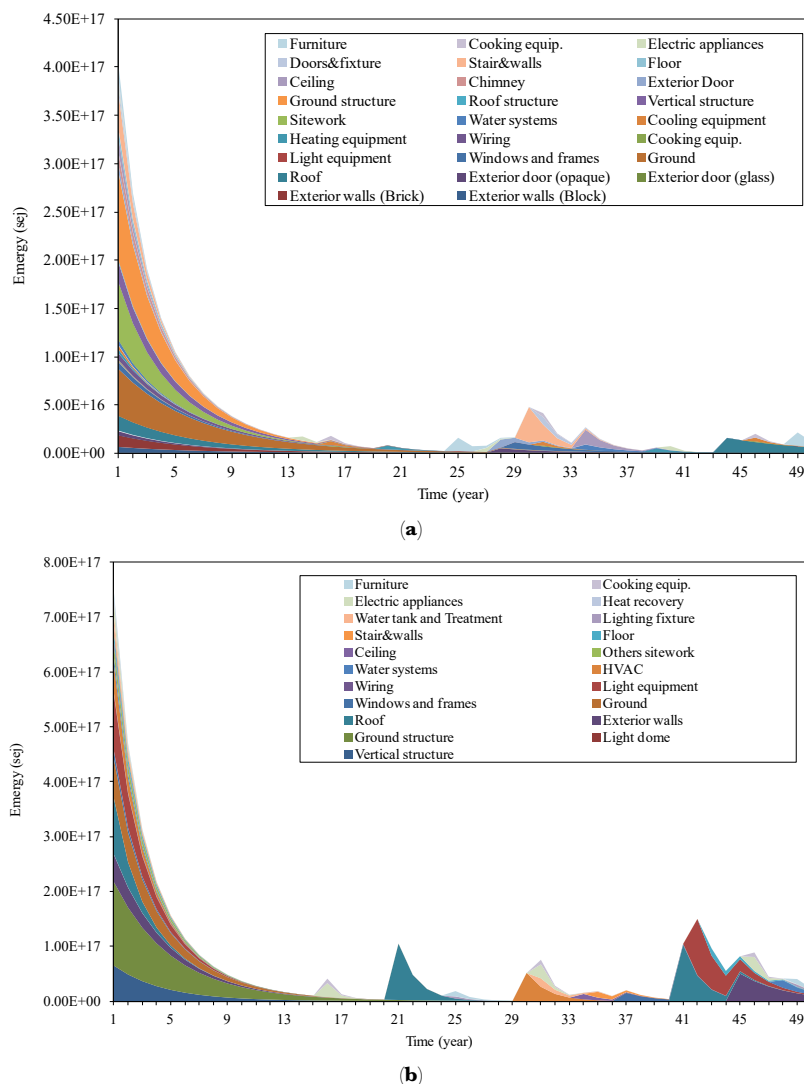 4.50E+17
4.00E+17
3.50E+17
3.00E+17
2.50E+17
2.00E+17
1.50E+17
1.00E+17
5.00E+16
0.00E+00
Emergy (sej)
Furniture Cooking equip. Electric appliances
Doors&fixture Stair&walls Floor
Ceiling Chimney Exterior Door
Ground structure Roof structure Vertical structure
Sitework Water systems Cooling equipment
Heating equipment Wiring Cooking equip.
Light equipment Windows and frames Ground
Roof Exterior door (opaque) Exterior door (glass)
Exterior walls (Brick) Exterior walls (Block)
1 5 9 13 17 21 25 29 33 37 41 45 49
Time (year)
(a)
8.00E+17
7.00E+17
6.00E+17
5.00E+17
4.00E+17
3.00E+17
2.00E+17
1.00E+17
0.00E+00
Emergy (sej)
Furniture Cooking equip.
Electric appliances Heat recovery
Water tank and Treatment Lighting fixture
Stair&walls Floor
Ceiling Others sitework
Water systems HVAC
Wiring Light equipment
Windows and frames Ground
Roof Exterior walls
Ground structure Light dome
Vertical structure
1 5 9 13 17 21 25 29 33 37 41 45 49
Time (year)
(b)